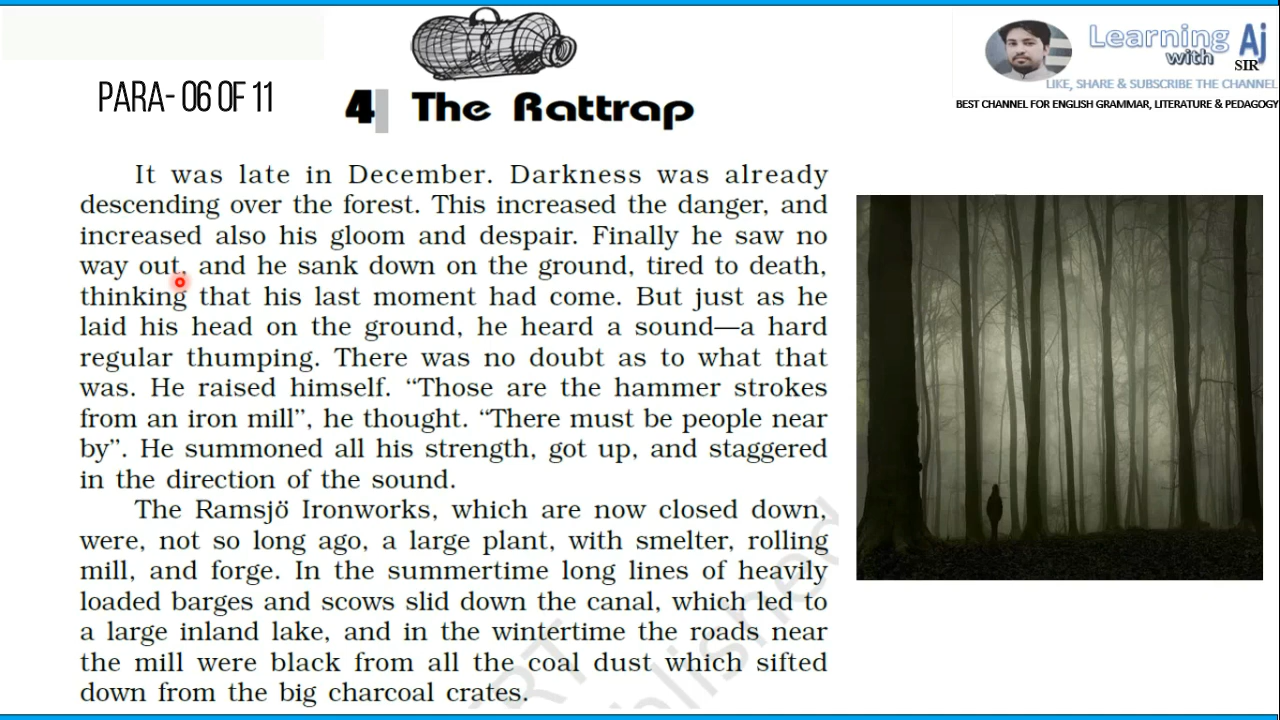 PARA- 06 OF 11
Learning with Aj SIR
LIKE, SHARE & SUBSCRIBE THE CHANNEL
BEST CHANNEL FOR ENGLISH GRAMMAR, LITERATURE & PEDAGOGY
4 The Rattrap
It was late in December. Darkness was already
descending over the forest. This increased the danger, and
increased also his gloom and despair. Finally he saw no
way out, and he sank down on the ground, tired to death,
thinking that his last moment had come. But just as he
laid his head on the ground, he heard a sound—a hard
regular thumping. There was no doubt as to what that
was. He raised himself. “Those are the hammer strokes
from an iron mill”, he thought. “There must be people near
by”. He summoned all his strength, got up, and staggered
in the direction of the sound.
The Ramsjö Ironworks, which are now closed down,
were, not so long ago, a large plant, with smelter, rolling
mill, and forge. In the summertime long lines of heavily
loaded barges and scows slid down the canal, which led to
a large inland lake, and in the wintertime the roads near
the mill were black from all the coal dust which sifted
down from the big charcoal crates.